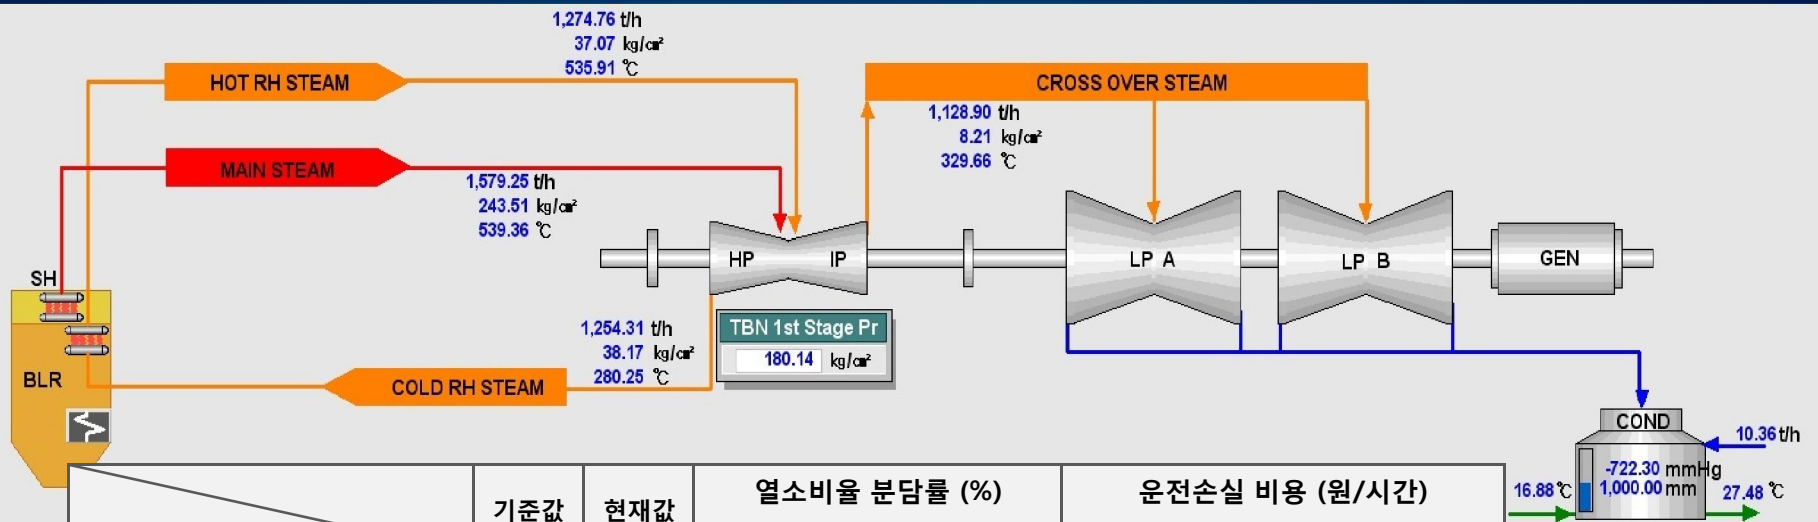 1,274.76 t/h
37.07 kg/㎠
535.91 ℃
HOT RH STEAM
CROSS OVER STEAM
1,128.90 t/h
8.21 kg/㎠
329.66 ℃
MAIN STEAM
1,579.25 t/h
243.51 kg/㎠
539.36 ℃
HP
IP
LP A
LP B
GEN
SH
TBN 1st Stage Pr
180.14 kg/㎠
1,254.31 t/h
38.17 kg/㎠
280.25 ℃
BLR
COLD RH STEAM
COND
10.36 t/h
-722.30 mmHg
1,000.00 mm
16.88 ℃
27.48 ℃
기준값
현재값
열소비율 분담률 (%)
운전손실 비용 (원/시간)